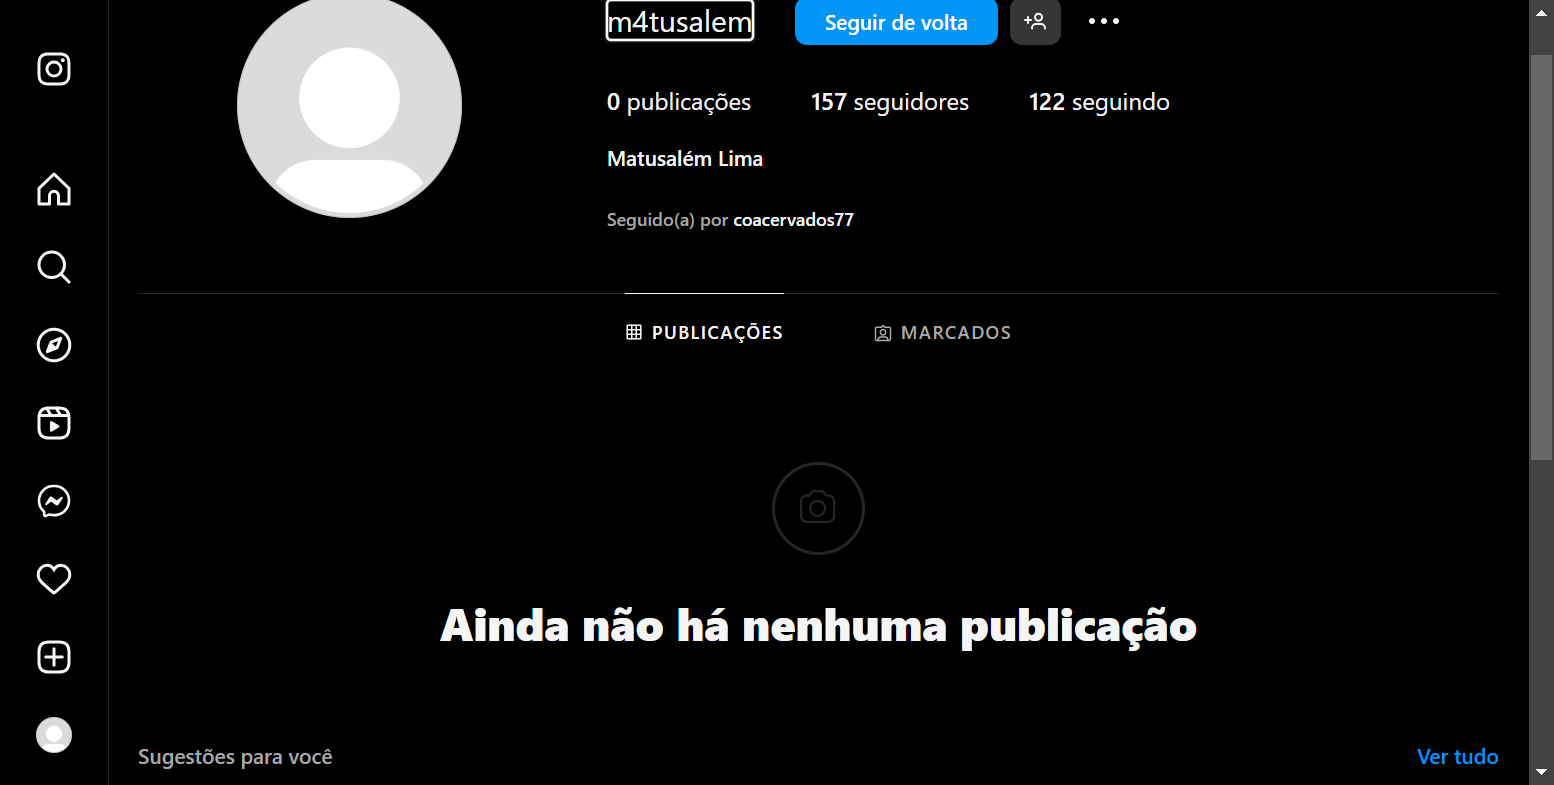 m4tusalem Seguir de volta
0 publicações 157 seguidores 122 seguindo
Matusalém Lima
Seguido(a) por coacervados77
PUBLICAÇÕES MARCADOS
Ainda não há nenhuma publicação
Sugestões para você Ver tudo